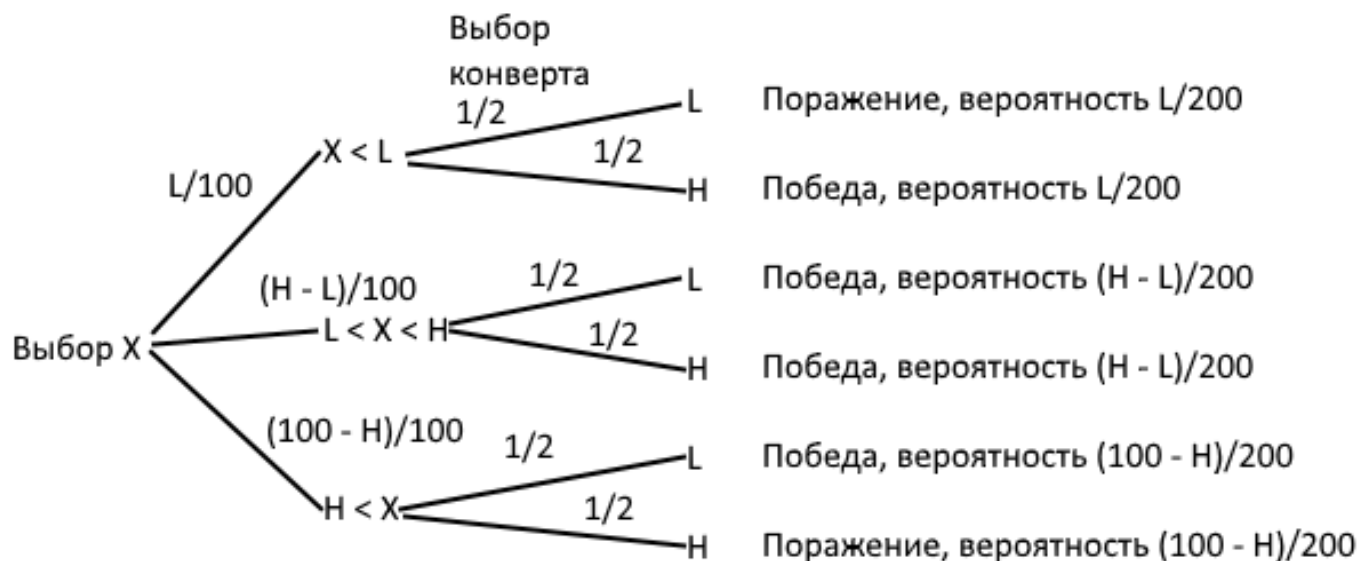 Выбор
конверта
1/2
L
Поражение, вероятность L/200
X < L
1/2
L/100
H
Победа, вероятность L/200
(H - L)/100
1/2
L
Победа, вероятность (H - L)/200
Выбор X
L < X < H
1/2
H
Победа, вероятность (H - L)/200
(100 - H)/100
1/2
L
Победа, вероятность (100 - H)/200
H < X
1/2
H
Поражение, вероятность (100 - H)/200